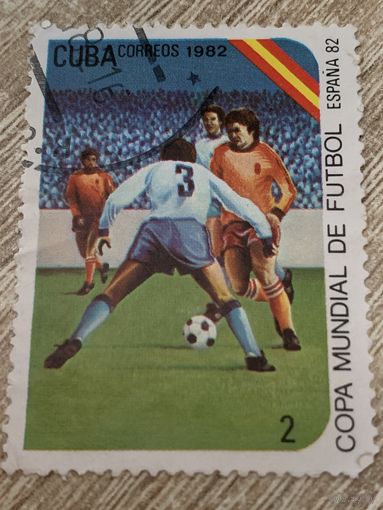 CUBA CORREOS 1982
ESPAÑA 82
COPA MUNDIAL DE FUTBOL
3
2